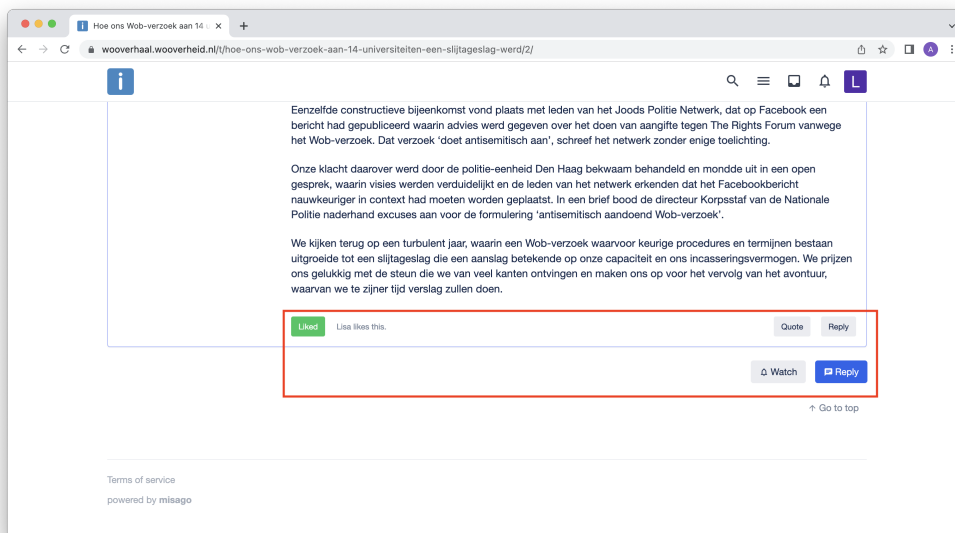 Hoe ons Wob-verzoek aan 14
wooverhaal.wooverheid.nl/t/hoe-ons-wob-verzoek-aan-14-universiteiten-een-slijtageslag-werd/2/
A
i
L
Eenzelfde constructieve bijeenkomst vond plaats met leden van het Joods Politie Netwerk, dat op Facebook een
bericht had gepubliceerd waarin advies werd gegeven over het doen van aangifte tegen The Rights Forum vanwege
het Wob-verzoek. Dat verzoek ‘doet antisemitisch aan’, schreef het netwerk zonder enige toelichting.
Onze klacht daarover werd door de politie-eenheid Den Haag bekwaam behandeld en mondde uit in een open
gesprek, waarin visies werden verduidelijkt en de leden van het netwerk erkenden dat het Facebookbericht
nauwkeuriger in context had moeten worden geplaatst. In een brief bood de directeur Korpsstaf van de Nationale
Politie naderhand excuses aan voor de formulering ‘antisemitisch aandoend Wob-verzoek’.
We kijken terug op een turbulent jaar, waarin een Wob-verzoek waarvoor keurige procedures en termijnen bestaan
uitgroeide tot een slijtageslag die een aanslag betekende op onze capaciteit en ons incasseringsvermogen. We prijzen
ons gelukkig met de steun die we van veel kanten ontvingen en maken ons op voor het vervolg van het avontuur,
waarvan we te zijner tijd verslag zullen doen.
Liked Lisa likes this. Quote Reply
Watch Reply
Go to top
Terms of service
powered by misago